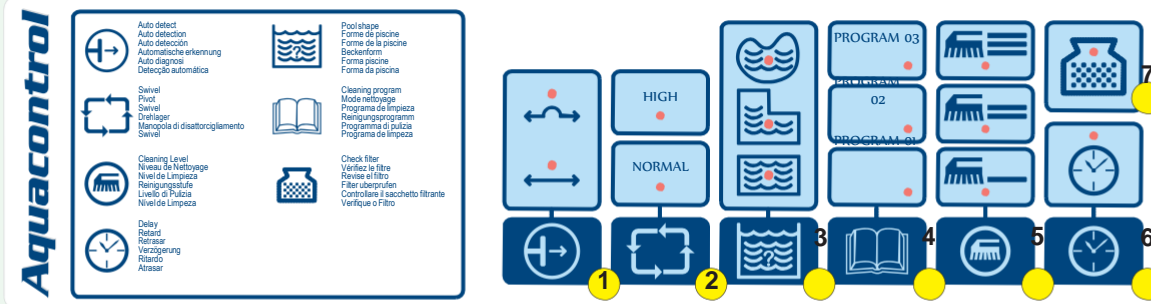 Aquacontrol
Auto detect
Auto detection
Auto detección
Automatische erkennung
Auto diagnosi
Detecção automática
Swivel
Pivot
Swivel
Drehlager
Manopola di disattorcigliamento
Swivel
Cleaning Level
Niveau de Nettoyage
Nivel de Limpieza
Reinigungsstufe
Livello di Pulizia
Nivel de Limpeza
Delay
Retard
Retrasar
Verzögerung
Ritardo
Atrasar
Pool shape
Forme de piscine
Forme de la piscine
Beckenform
Forma piscine
Forma da piscina
Cleaning program
Mode nettoyage
Programa de limpieza
Reinigungsprogramm
Programma di pulizia
Programa de limpeza
Check filter
Vérifiez le filtre
Revise el filtro
Filter uberprufen
Controllare il sacchetto filtrante
Verifique o Filtro
?
HIGH
NORMAL
PROGRAM 03
PROGRAM
02
PROGRAM 01
?
1
2
3
4
5
6
7